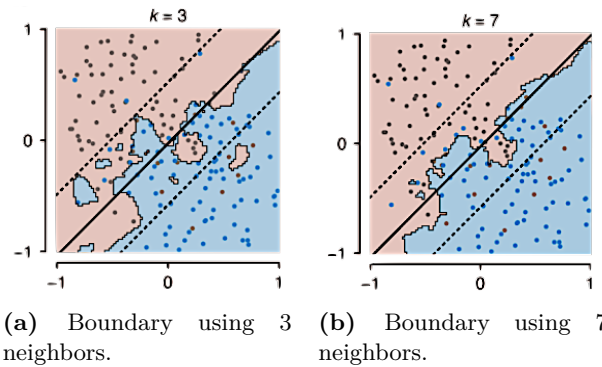 k = 3
k = 7
1
0
−1
−1
0
1
1
0
−1
−1
0
1
(a) Boundary using 3
neighbors.
(b) Boundary using 7
neighbors.